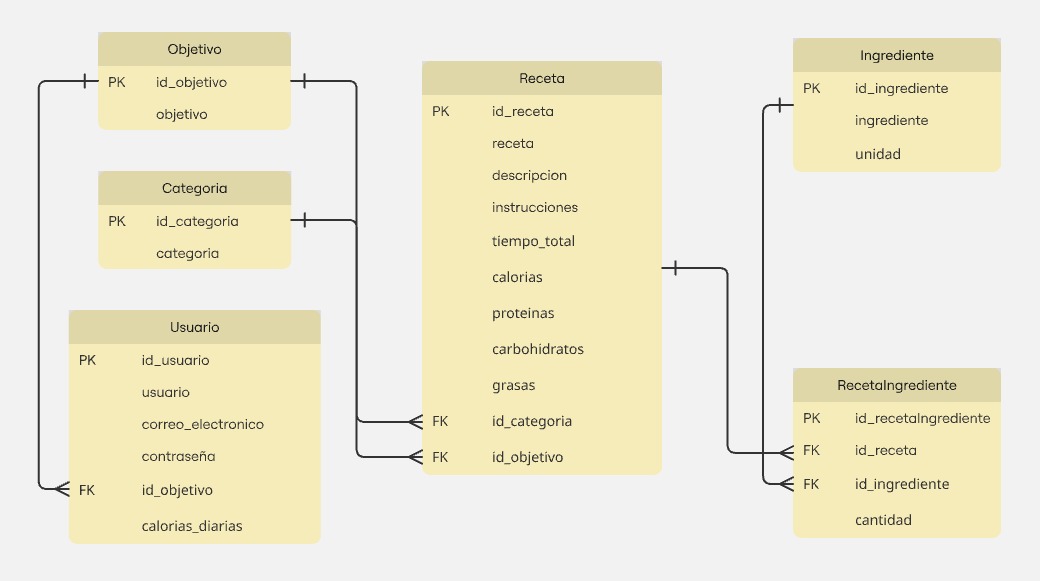 Objetivo
PK id_objetivo
objetivo
Categoria
PK id_categoria
categoria
Usuario
PK id_usuario
usuario
correo_electronico
contraseña
FK id_objetivo
calorias_diarias
Receta
PK id_receta
receta
descripcion
instrucciones
tiempo_total
calorias
proteinas
carbohidratos
grasas
FK id_categoria
FK id_objetivo
Ingrediente
PK id_ingrediente
ingrediente
unidad
RecetaIngrediente
PK id_recetaIngrediente
FK id_receta
FK id_ingrediente
cantidad